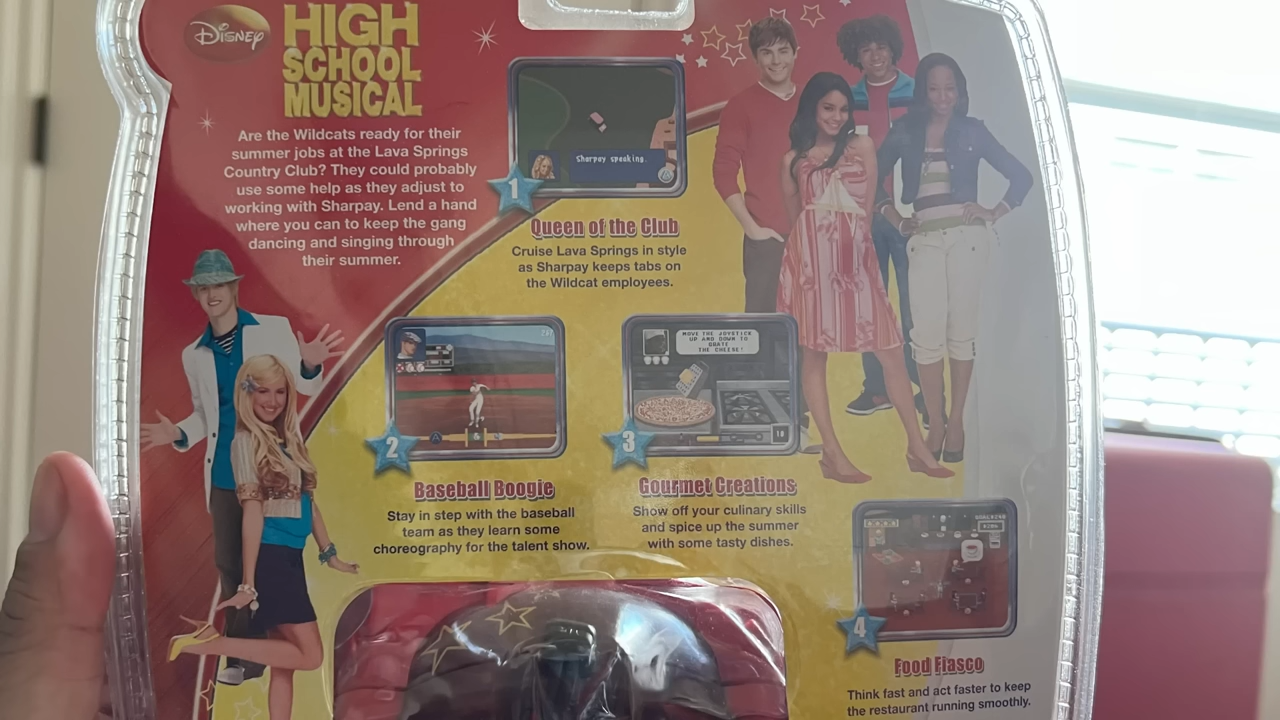 Disney
HIGH
SCHOOL
MUSICAL
Are the Wildcats ready for their
summer jobs at the Lava Springs
Country Club? They could probably
use some help as they adjust to
working with Sharpay. Lend a hand
where you can to keep the gang
dancing and singing through
their summer.
Sharpay speaking.
1
Queen of the Club
Cruise Lava Springs in style
as Sharpay keeps tabs on
the Wildcat employees.
2
Baseball Boogie
Stay in step with the baseball
team as they learn some
choreography for the talent show.
MOVE THE JOYSTICK
UP AND DOWN TO
GRATE
THE CHEESE!
18
3
Gourmet Creations
Show off your culinary skills
and spice up the summer
with some tasty dishes.
4
Food Fiasco
Think fast and act faster to keep
the restaurant running smoothly.